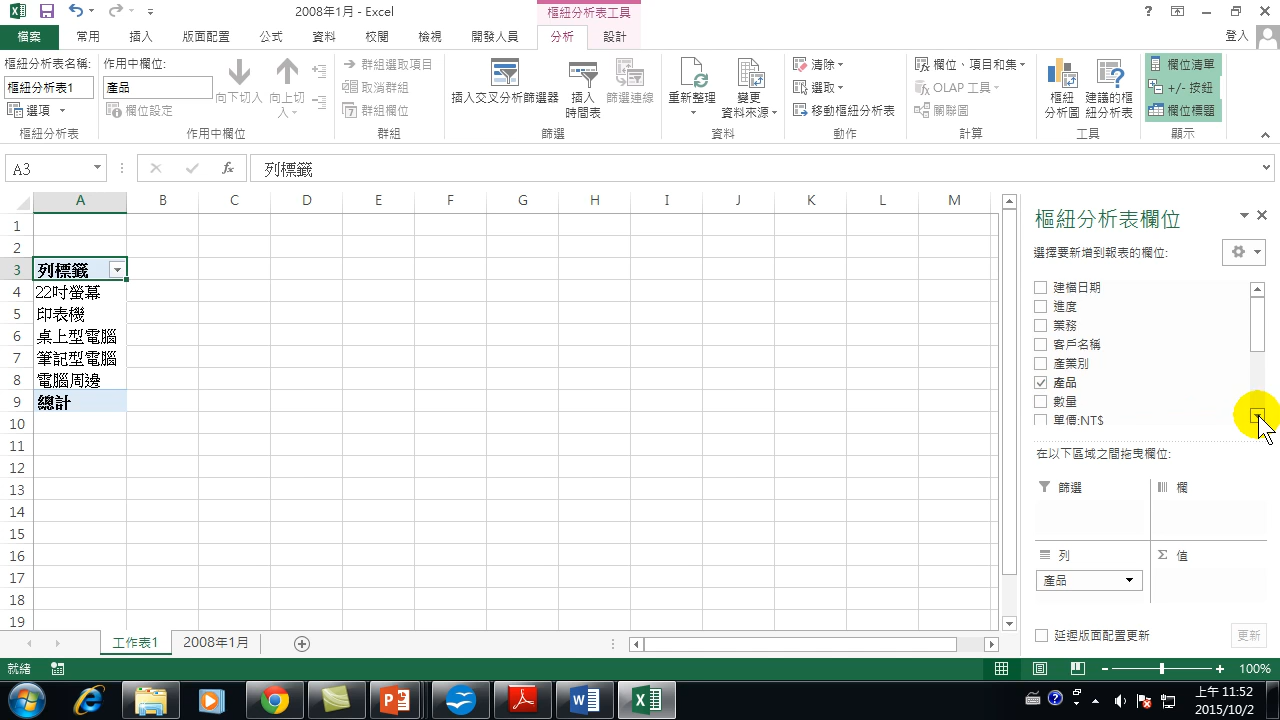 2008年1月 - Excel
樞紐分析表工具
檔案 常用 插入 版面配置 公式 資料 校閱 檢視 開發人員 分析 設計 登入
樞紐分析表名稱: 作用中欄位:
樞紐分析表1 產品
選項 欄位設定
向下切入 向上切入
樞紐分析表 作用中欄位
群組選取項目
取消群組
群組欄位
群組
插入交叉分析篩選器 插入時間表 篩選連線
篩選
重新整理 變更資料來源
資料
清除
選取
移動樞紐分析表
動作
欄位、項目和集
OLAP 工具
關聯圖
計算
樞紐分析圖 建議的樞紐分析表
工具
欄位清單
+/- 按鈕
欄位標題
顯示
A3 fx 列標籤
A B C D E F G H I J K L M
1
2
3 列標籤
4 22吋螢幕
5 印表機
6 桌上型電腦
7 筆記型電腦
8 電腦周邊
9 總計
10
11
12
13
14
15
16
17
18
19
樞紐分析表欄位
選擇要新增到報表的欄位:
建檔日期
進度
業務
客戶名稱
產業別
產品
數量
單價:NT$
在以下區域之間拖曳欄位:
篩選 欄
列 Σ 值
產品
延遲版面配置更新 更新
工作表1 2008年1月
就緒 100%
上午 11:52
2015/10/2